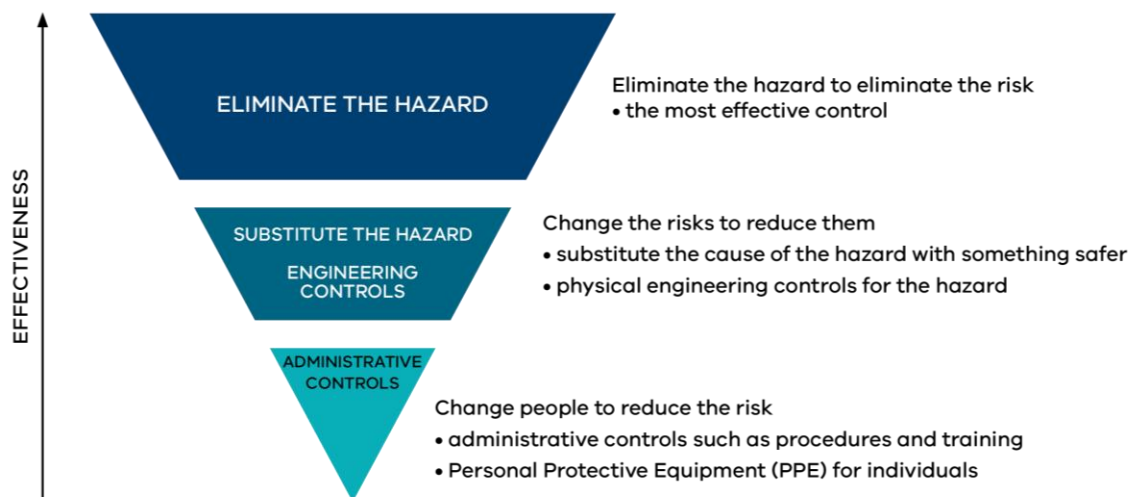 EFFECTIVENESS
ELIMINATE THE HAZARD
Eliminate the hazard to eliminate the risk
• the most effective control
SUBSTITUTE THE HAZARD
ENGINEERING
CONTROLS
Change the risks to reduce them
• substitute the cause of the hazard with something safer
• physical engineering controls for the hazard
ADMINISTRATIVE
CONTROLS
Change people to reduce the risk
• administrative controls such as procedures and training
• Personal Protective Equipment (PPE) for individuals